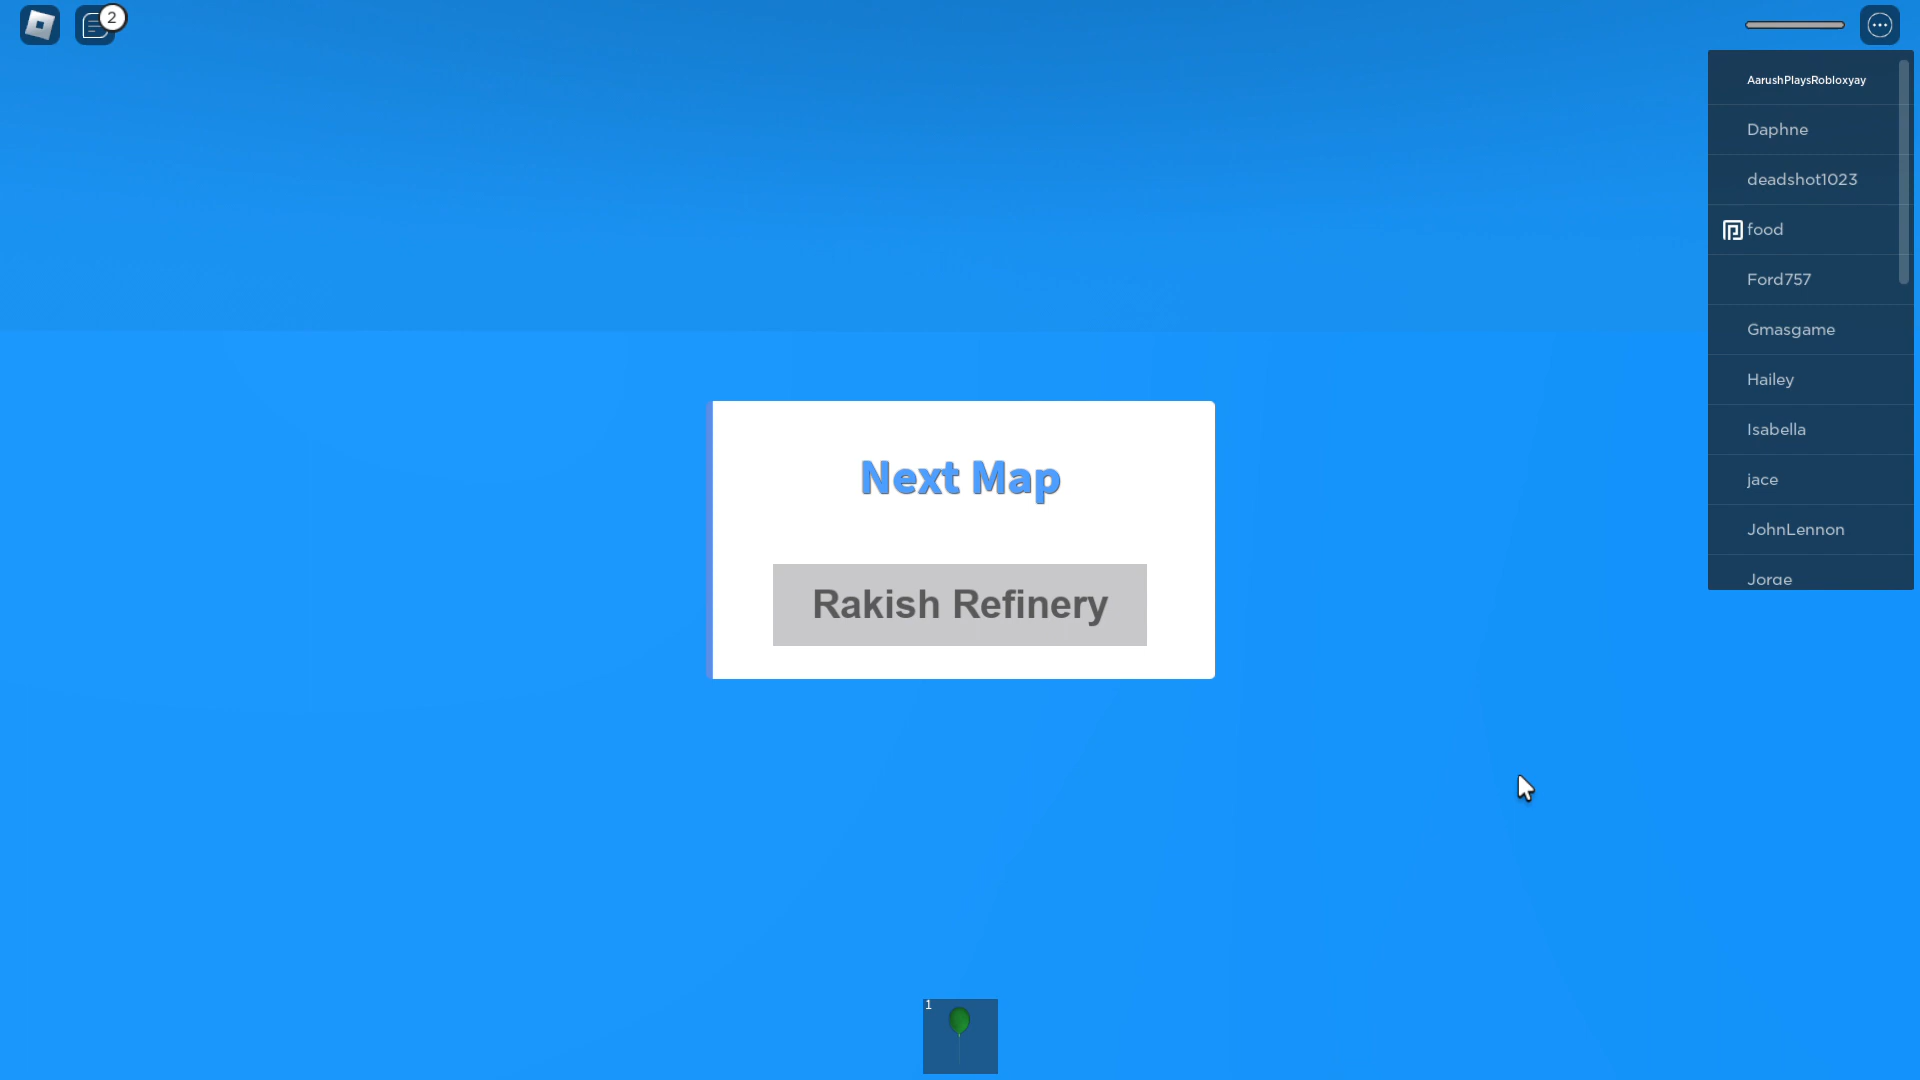 2
AarushPlaysRobloxyay
Daphne
deadshot1023
food
Ford757
Gmasgame
Hailey
Isabella
jace
JohnLennon
Jorge
Next Map
Rakish Refinery
1